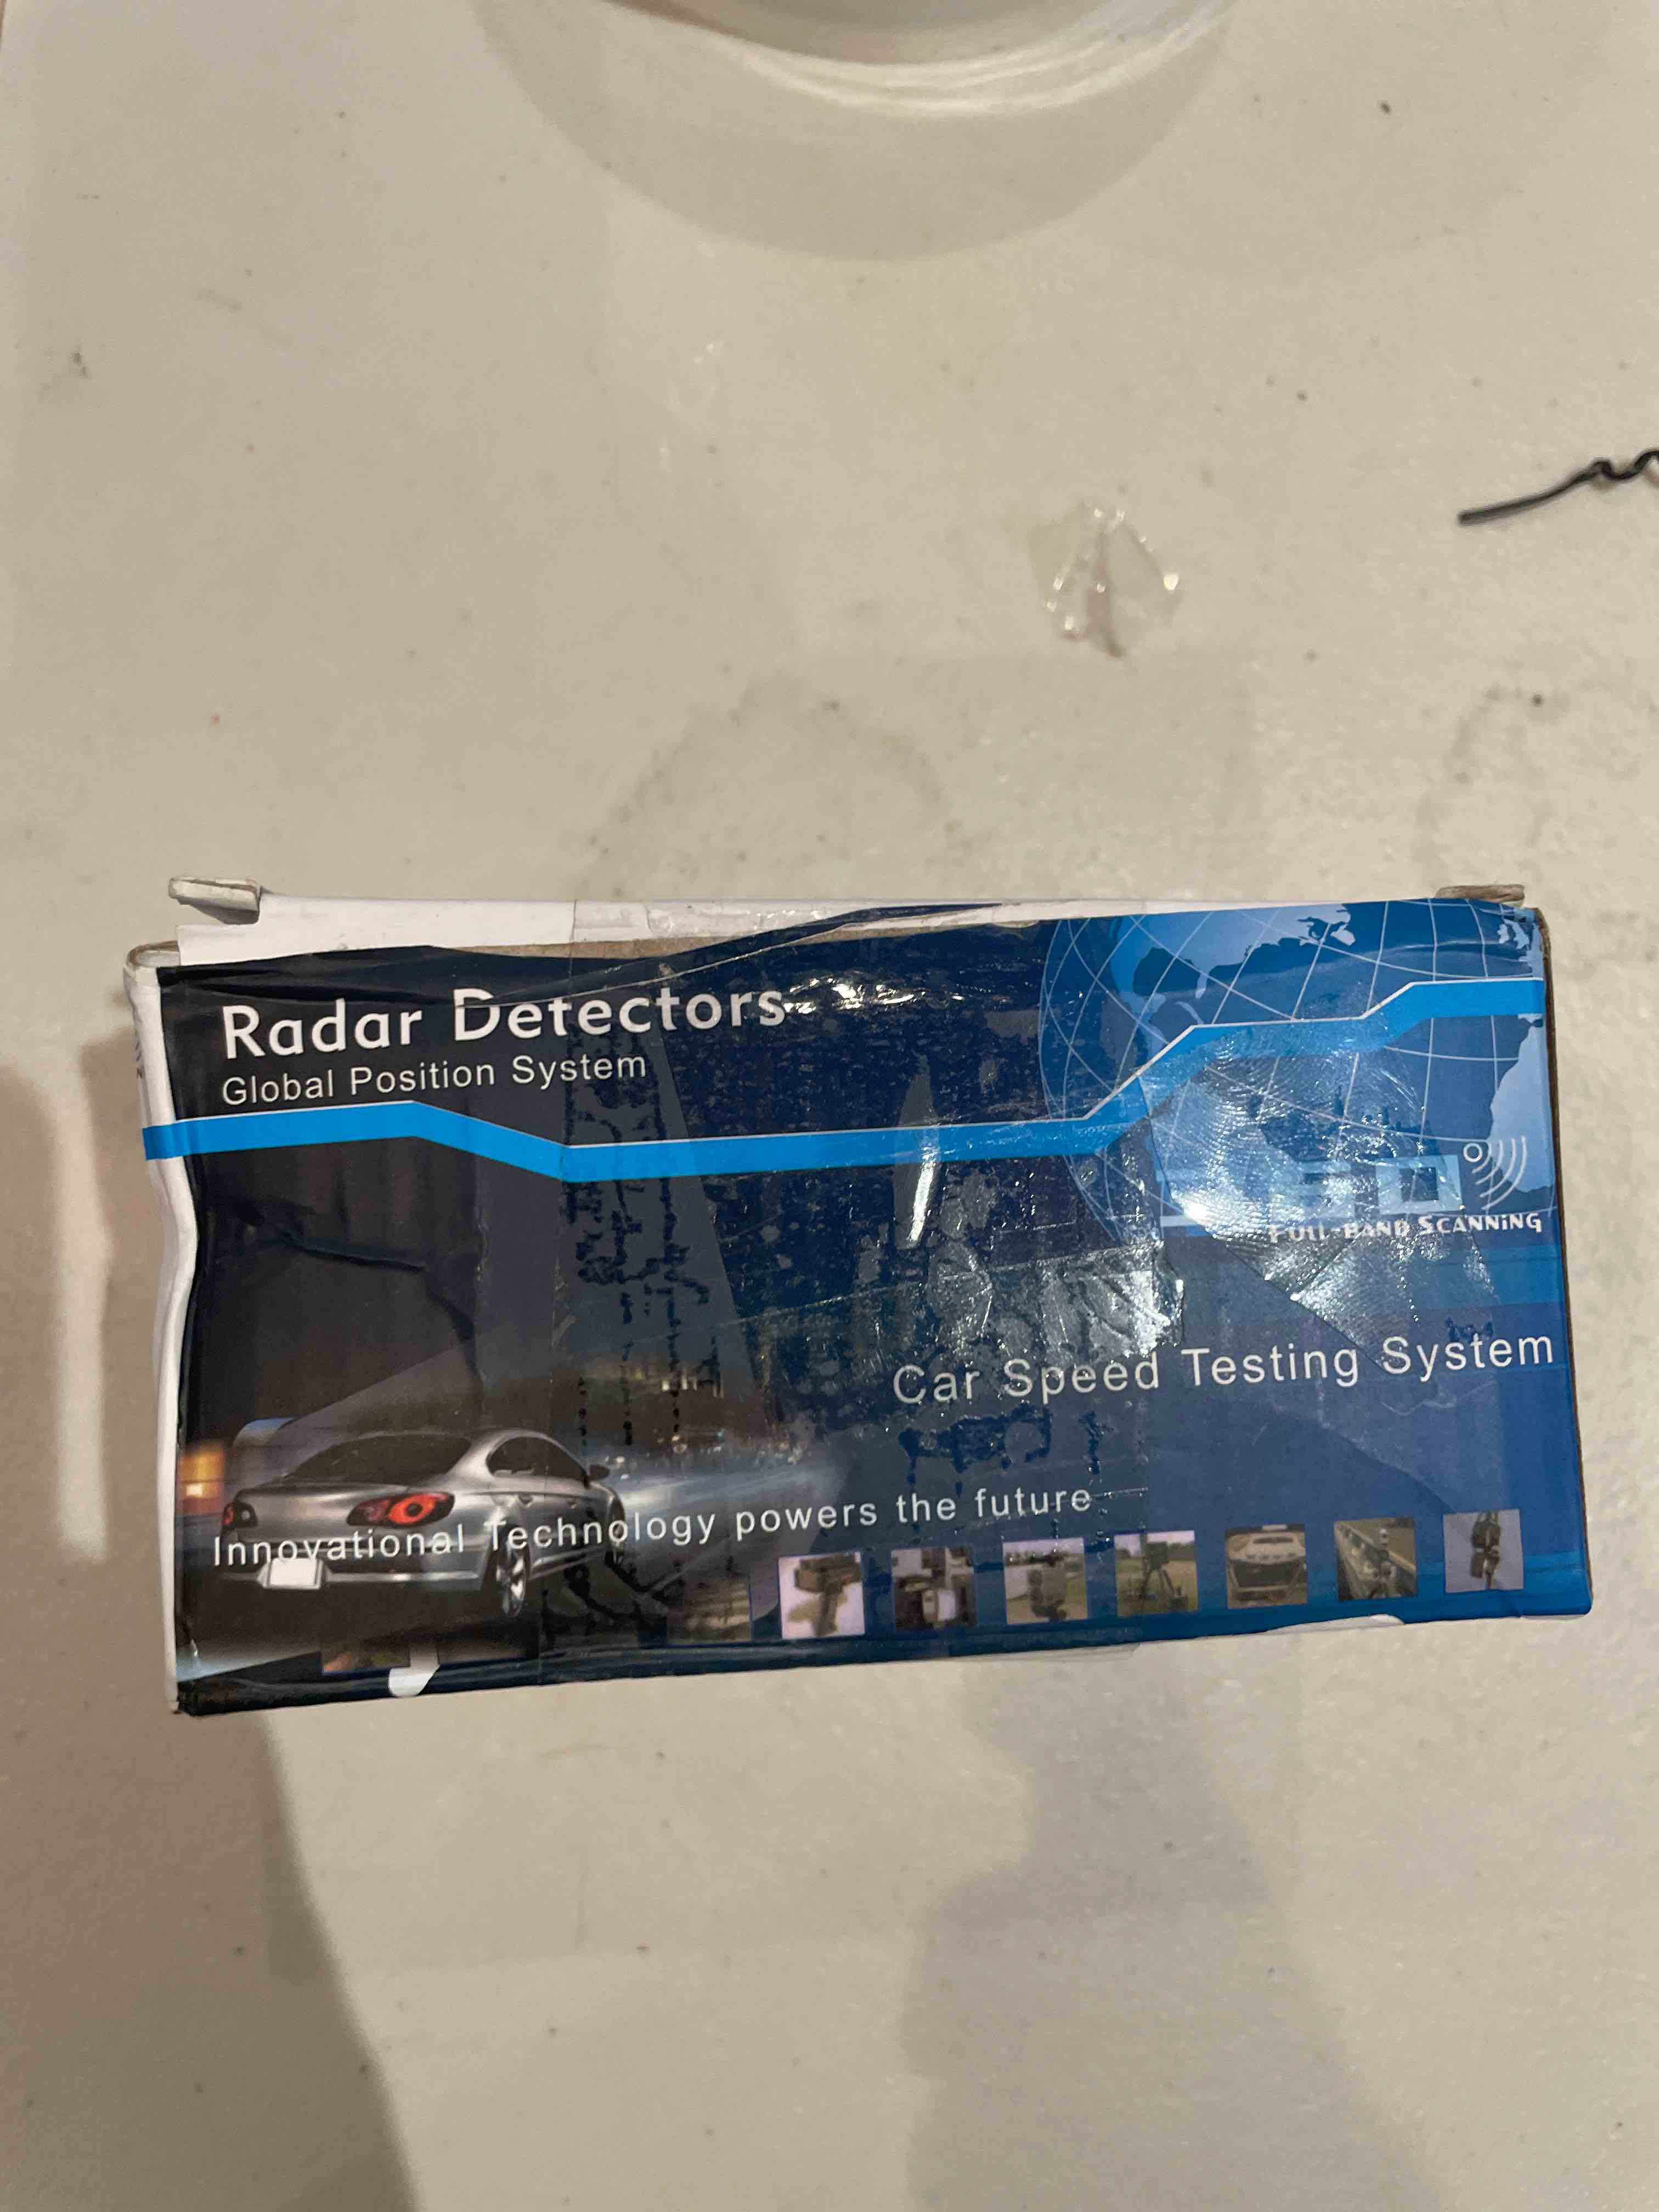 Radar Detectors
Global Position System
Full-Band Scanning
Car Speed Testing System
Innovational Technology powers the future